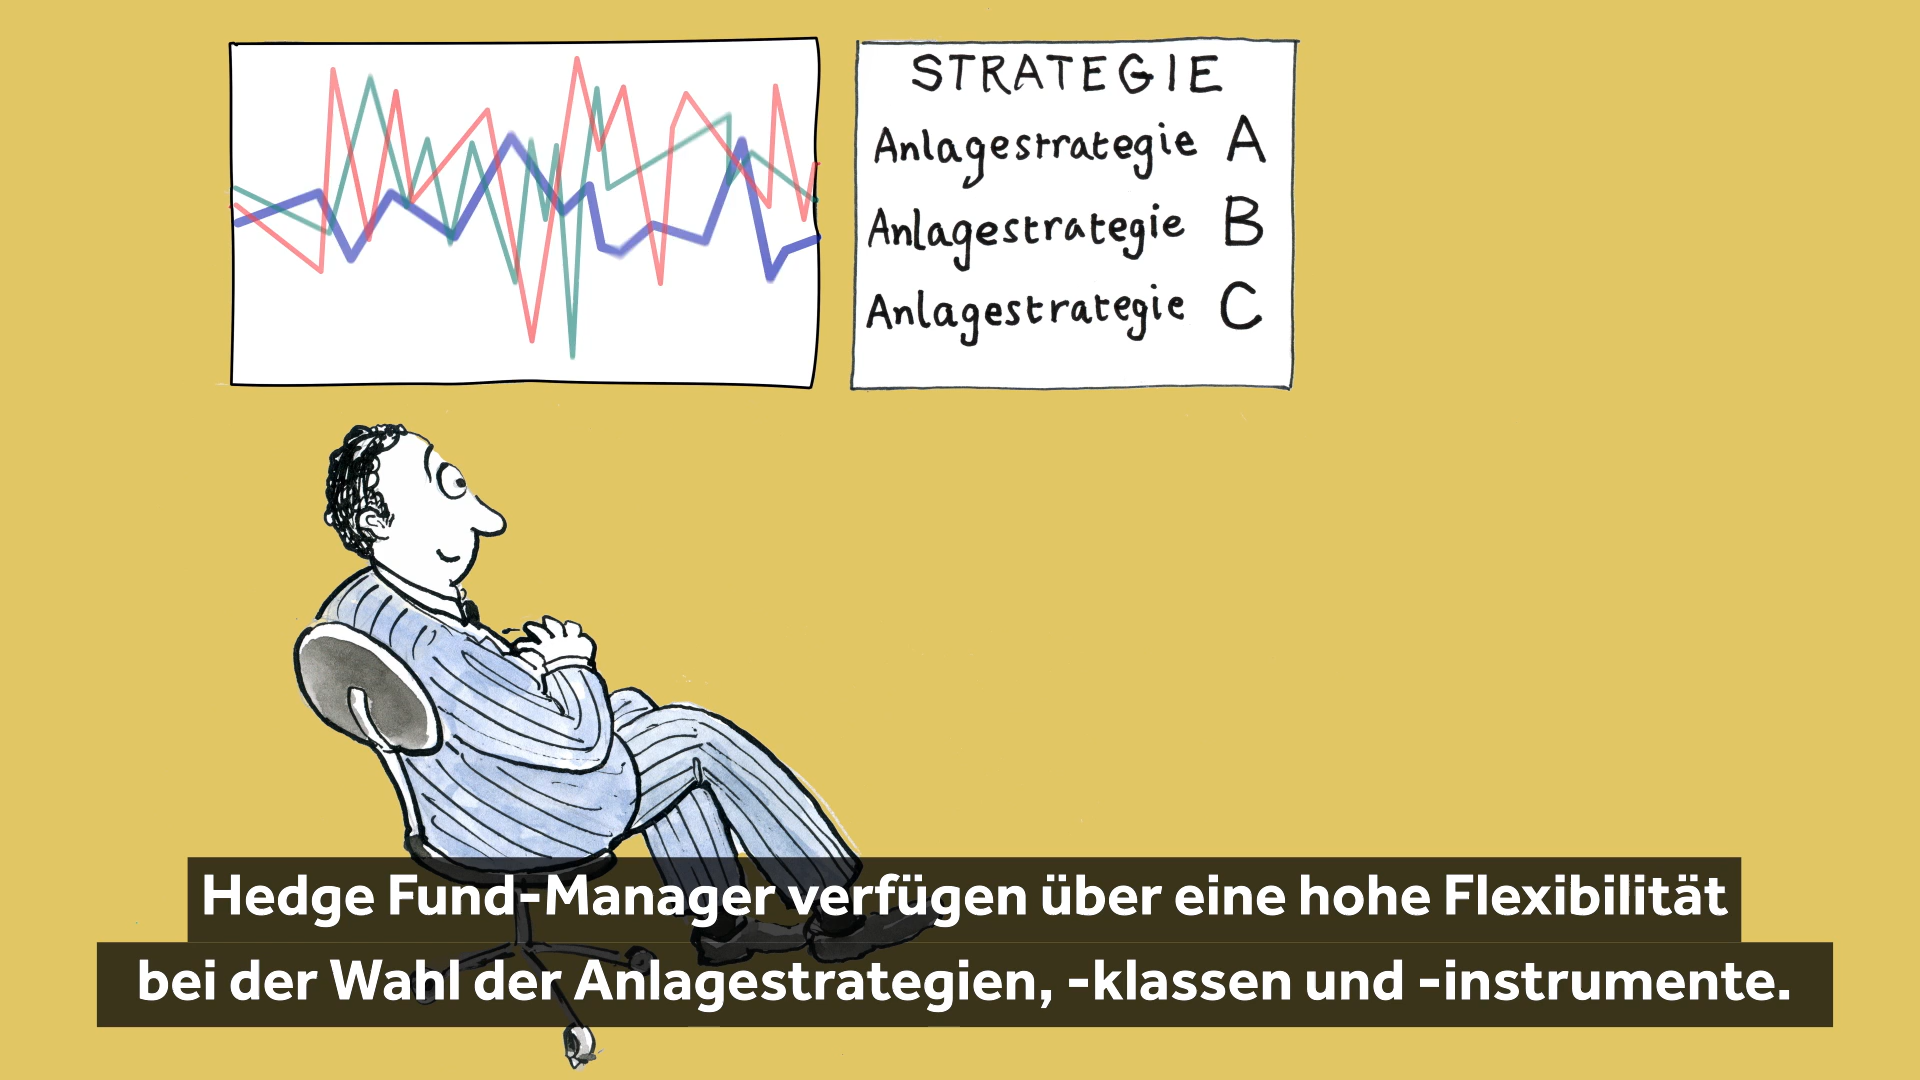 STRATEGIE
Anlagestrategie A
Anlagestrategie B
Anlagestrategie C
Hedge Fund-Manager verfügen über eine hohe Flexibilität
bei der Wahl der Anlagestrategien, -klassen und -instrumente.